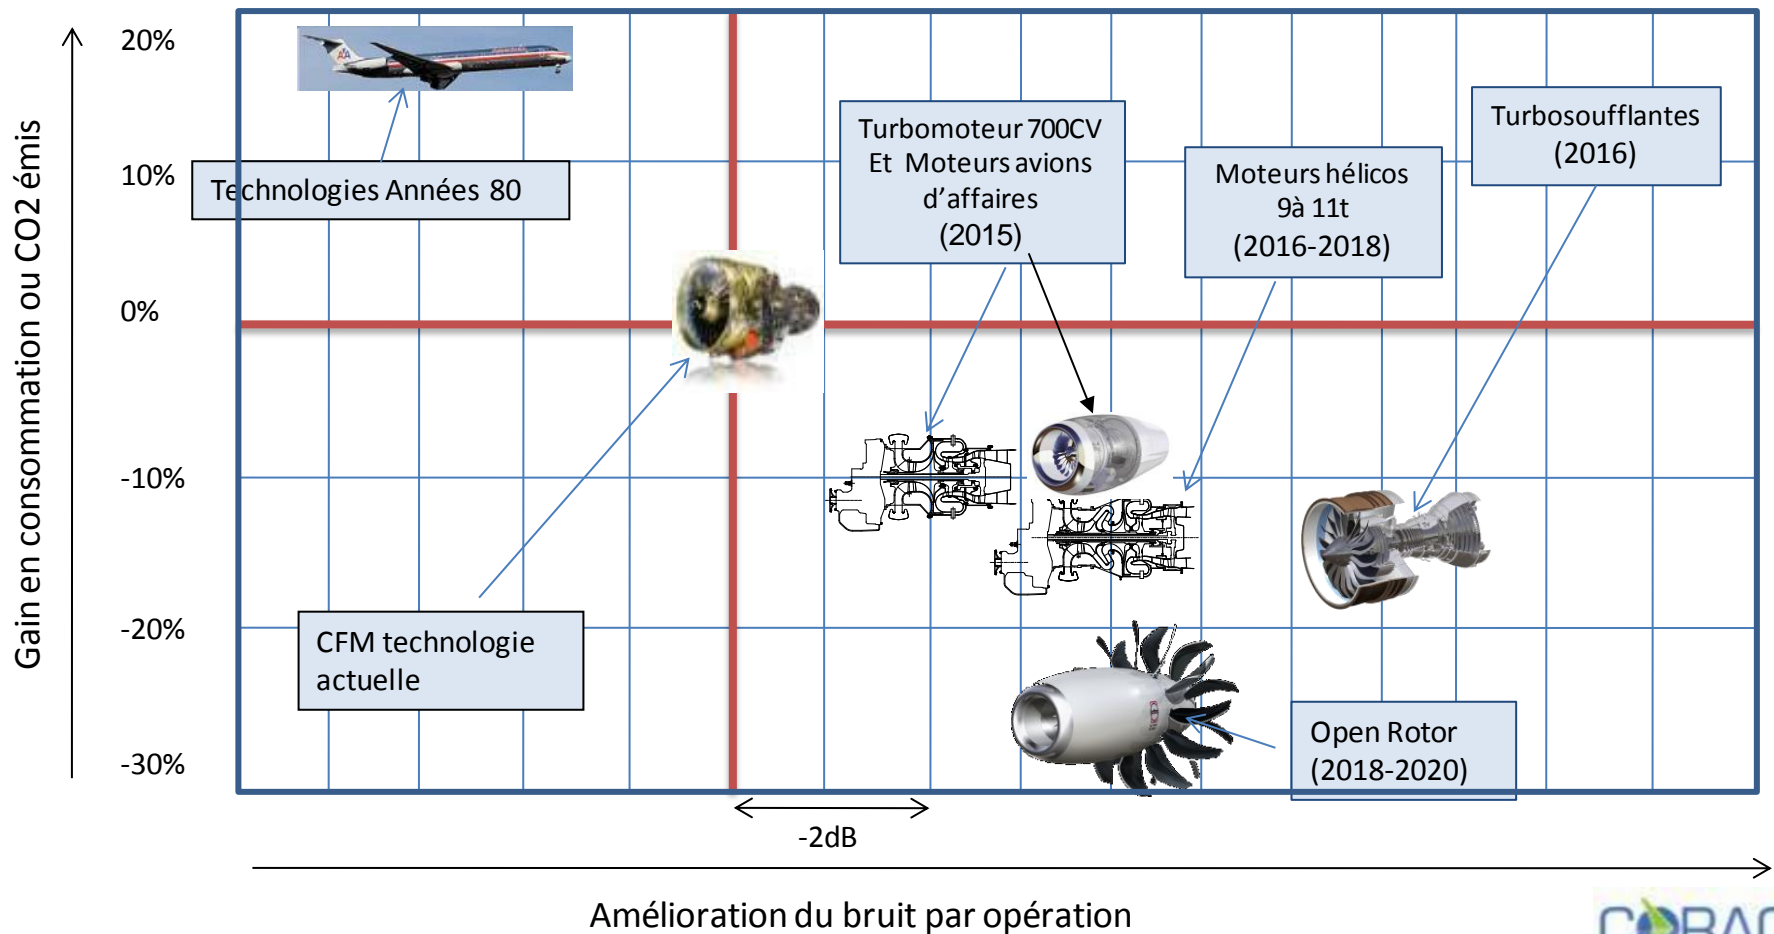 20%
10%
0%
-10%
-20%
-30%
Gain en consommation ou CO2 émis
Technologies Années 80
Turbomoteur 700CV
Et Moteurs avions
d'affaires
(2015)
Moteurs hélicos
9à 11t
(2016-2018)
Turbosoufflantes
(2016)
CFM technologie
actuelle
Open Rotor
(2018-2020)
-2dB
Amélioration du bruit par opération
CORAC